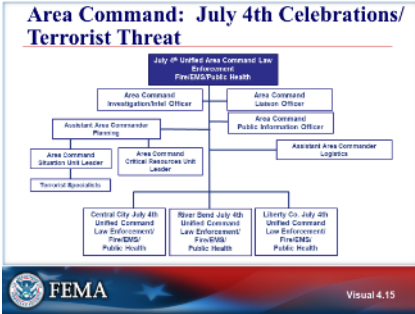 Area Command: July 4th Celebrations/
Terrorist Threat
July 4th Unified Area Command Law
Enforcement
Fire/EMS/Public Health
Area Command
Investigation/Intel Officer
Area Command
Liaison Officer
Area Command
Public Information Officer
Assistant Area Commander
Planning
Assistant Area Commander
Logistics
Area Command
Situation Unit Leader
Area Command
Critical Resources Unit
Leader
Terrorist Specialists
Central City July 4th
Unified Command
Law Enforcement/
Fire/EMS/
Public Health
River Bend July 4th
Unified Command
Law Enforcement/
Fire/EMS/
Public Health
Liberty Co. July 4th
Unified Command
Law Enforcement/
Fire/EMS/
Public Health
FEMA
Visual 4.15